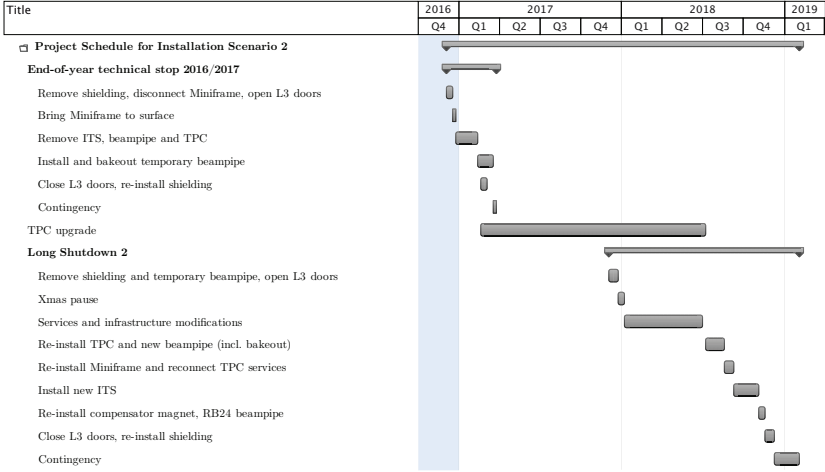 Title
2016 2017 2018 2019
Q4 Q1 Q2 Q3 Q4 Q1 Q2 Q3 Q4 Q1
Project Schedule for Installation Scenario 2
End-of-year technical stop 2016/2017
Remove shielding, disconnect Miniframe, open L3 doors
Bring Miniframe to surface
Remove ITS, beampipe and TPC
Install and bakeout temporary beampipe
Close L3 doors, re-install shielding
Contingency
TPC upgrade
Long Shutdown 2
Remove shielding and temporary beampipe, open L3 doors
Xmas pause
Services and infrastructure modifications
Re-install TPC and new beampipe (incl. bakeout)
Re-install Miniframe and reconnect TPC services
Install new ITS
Re-install compensator magnet, RB24 beampipe
Close L3 doors, re-install shielding
Contingency